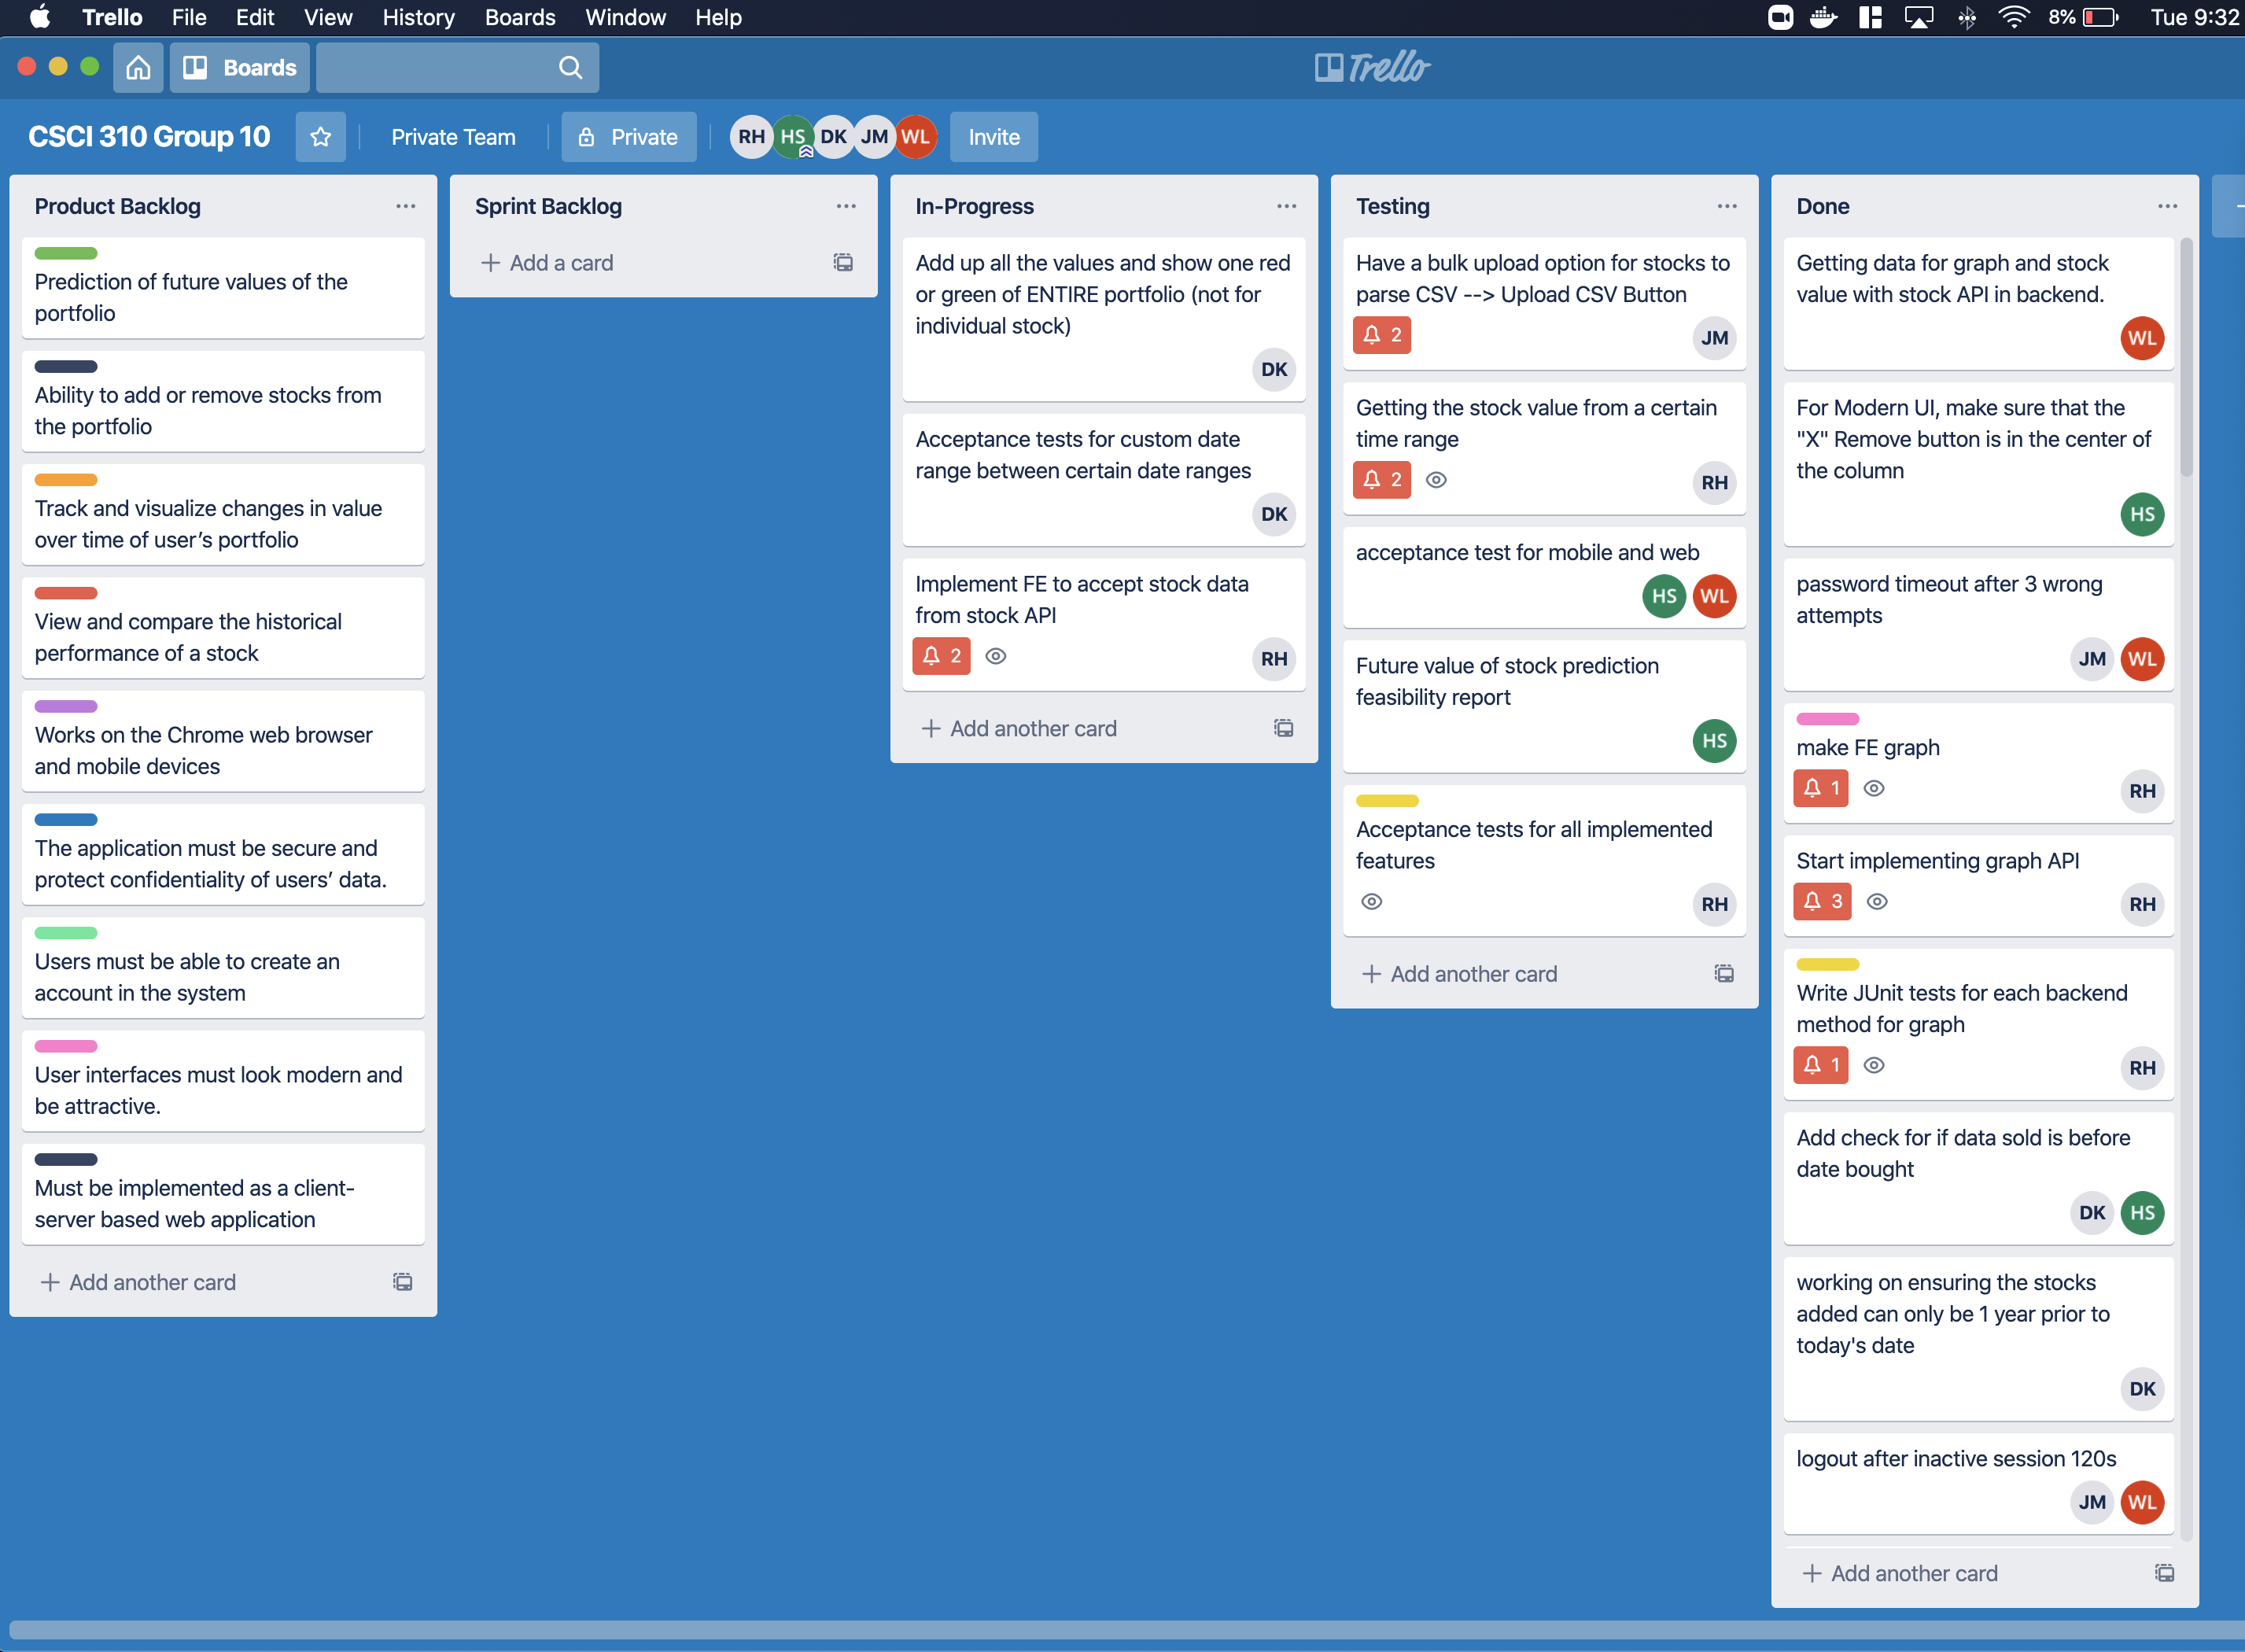 Trello File Edit View History Boards Window Help 8% Tue 9:32
Boards
Trello
CSCI 310 Group 10 Private Team Private RH HS DK JM WL Invite
Product Backlog
Prediction of future values of the
portfolio
Ability to add or remove stocks from
the portfolio
Track and visualize changes in value
over time of user’s portfolio
View and compare the historical
performance of a stock
Works on the Chrome web browser
and mobile devices
The application must be secure and
protect confidentiality of users’ data.
Users must be able to create an
account in the system
User interfaces must look modern and
be attractive.
Must be implemented as a client-
server based web application
+ Add another card
Sprint Backlog
+ Add a card
In-Progress
Add up all the values and show one red
or green of ENTIRE portfolio (not for
individual stock)
DK
Acceptance tests for custom date
range between certain date ranges
DK
Implement FE to accept stock data
from stock API
2 RH
+ Add another card
Testing
Have a bulk upload option for stocks to
parse CSV --> Upload CSV Button
2 JM
Getting the stock value from a certain
time range
2 RH
acceptance test for mobile and web
HS WL
Future value of stock prediction
feasibility report
HS
Acceptance tests for all implemented
features
RH
+ Add another card
Done
Getting data for graph and stock
value with stock API in backend.
WL
For Modern UI, make sure that the
"X" Remove button is in the center of
the column
HS
password timeout after 3 wrong
attempts
JM WL
make FE graph
1 RH
Start implementing graph API
3 RH
Write JUnit tests for each backend
method for graph
1 RH
Add check for if data sold is before
date bought
DK HS
working on ensuring the stocks
added can only be 1 year prior to
today's date
DK
logout after inactive session 120s
JM WL
+ Add another card